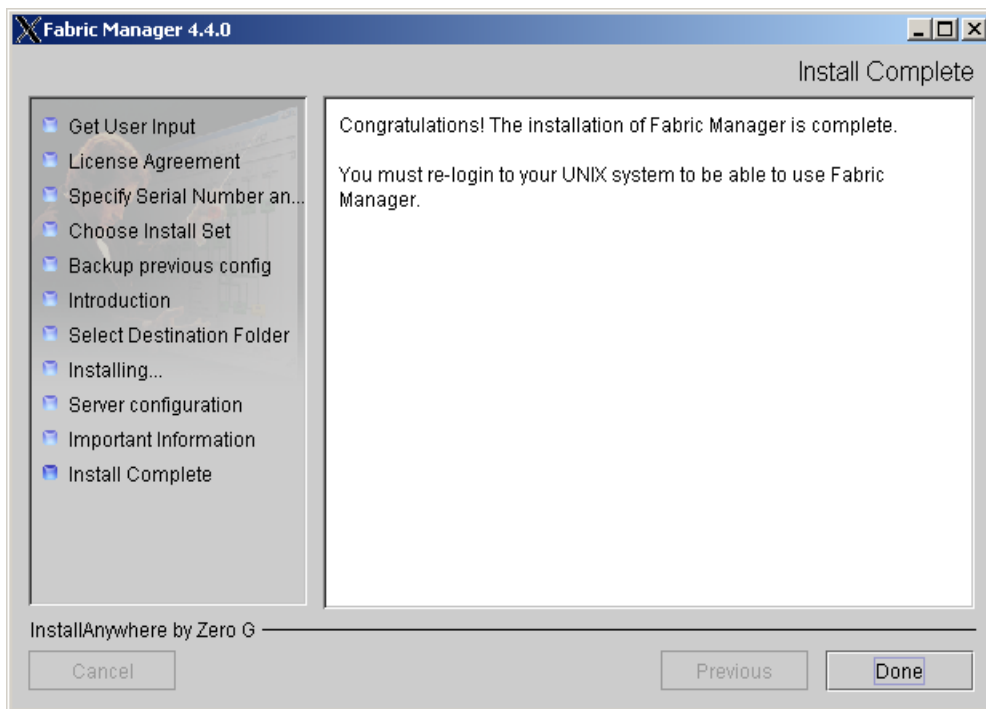 Fabric Manager 4.4.0
Install Complete
Get User Input
License Agreement
Specify Serial Number an...
Choose Install Set
Backup previous config
Introduction
Select Destination Folder
Installing...
Server configuration
Important Information
Install Complete
Congratulations! The installation of Fabric Manager is complete.
You must re-login to your UNIX system to be able to use Fabric
Manager.
InstallAnywhere by Zero G
Cancel
Previous
Done